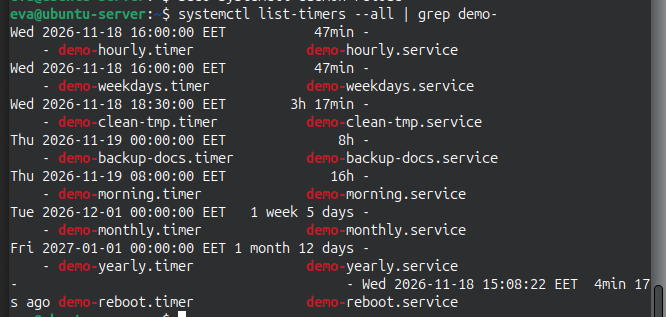 eva@ubuntu-server:~$ systemctl list-timers --all | grep demo-
Wed 2026-11-18 16:00:00 EET 47min -
- demo-hourly.timer demo-hourly.service
Wed 2026-11-18 16:00:00 EET 47min -
- demo-weekdays.timer demo-weekdays.service
Wed 2026-11-18 18:30:00 EET 3h 17min -
- demo-clean-tmp.timer demo-clean-tmp.service
Thu 2026-11-19 00:00:00 EET 8h -
- demo-backup-docs.timer demo-backup-docs.service
Thu 2026-11-19 08:00:00 EET 16h -
- demo-morning.timer demo-morning.service
Tue 2026-12-01 00:00:00 EET 1 week 5 days -
- demo-monthly.timer demo-monthly.service
Fri 2027-01-01 00:00:00 EET 1 month 12 days -
- demo-yearly.timer demo-yearly.service
- - Wed 2026-11-18 15:08:22 EET 4min 17
s ago demo-reboot.timer demo-reboot.service